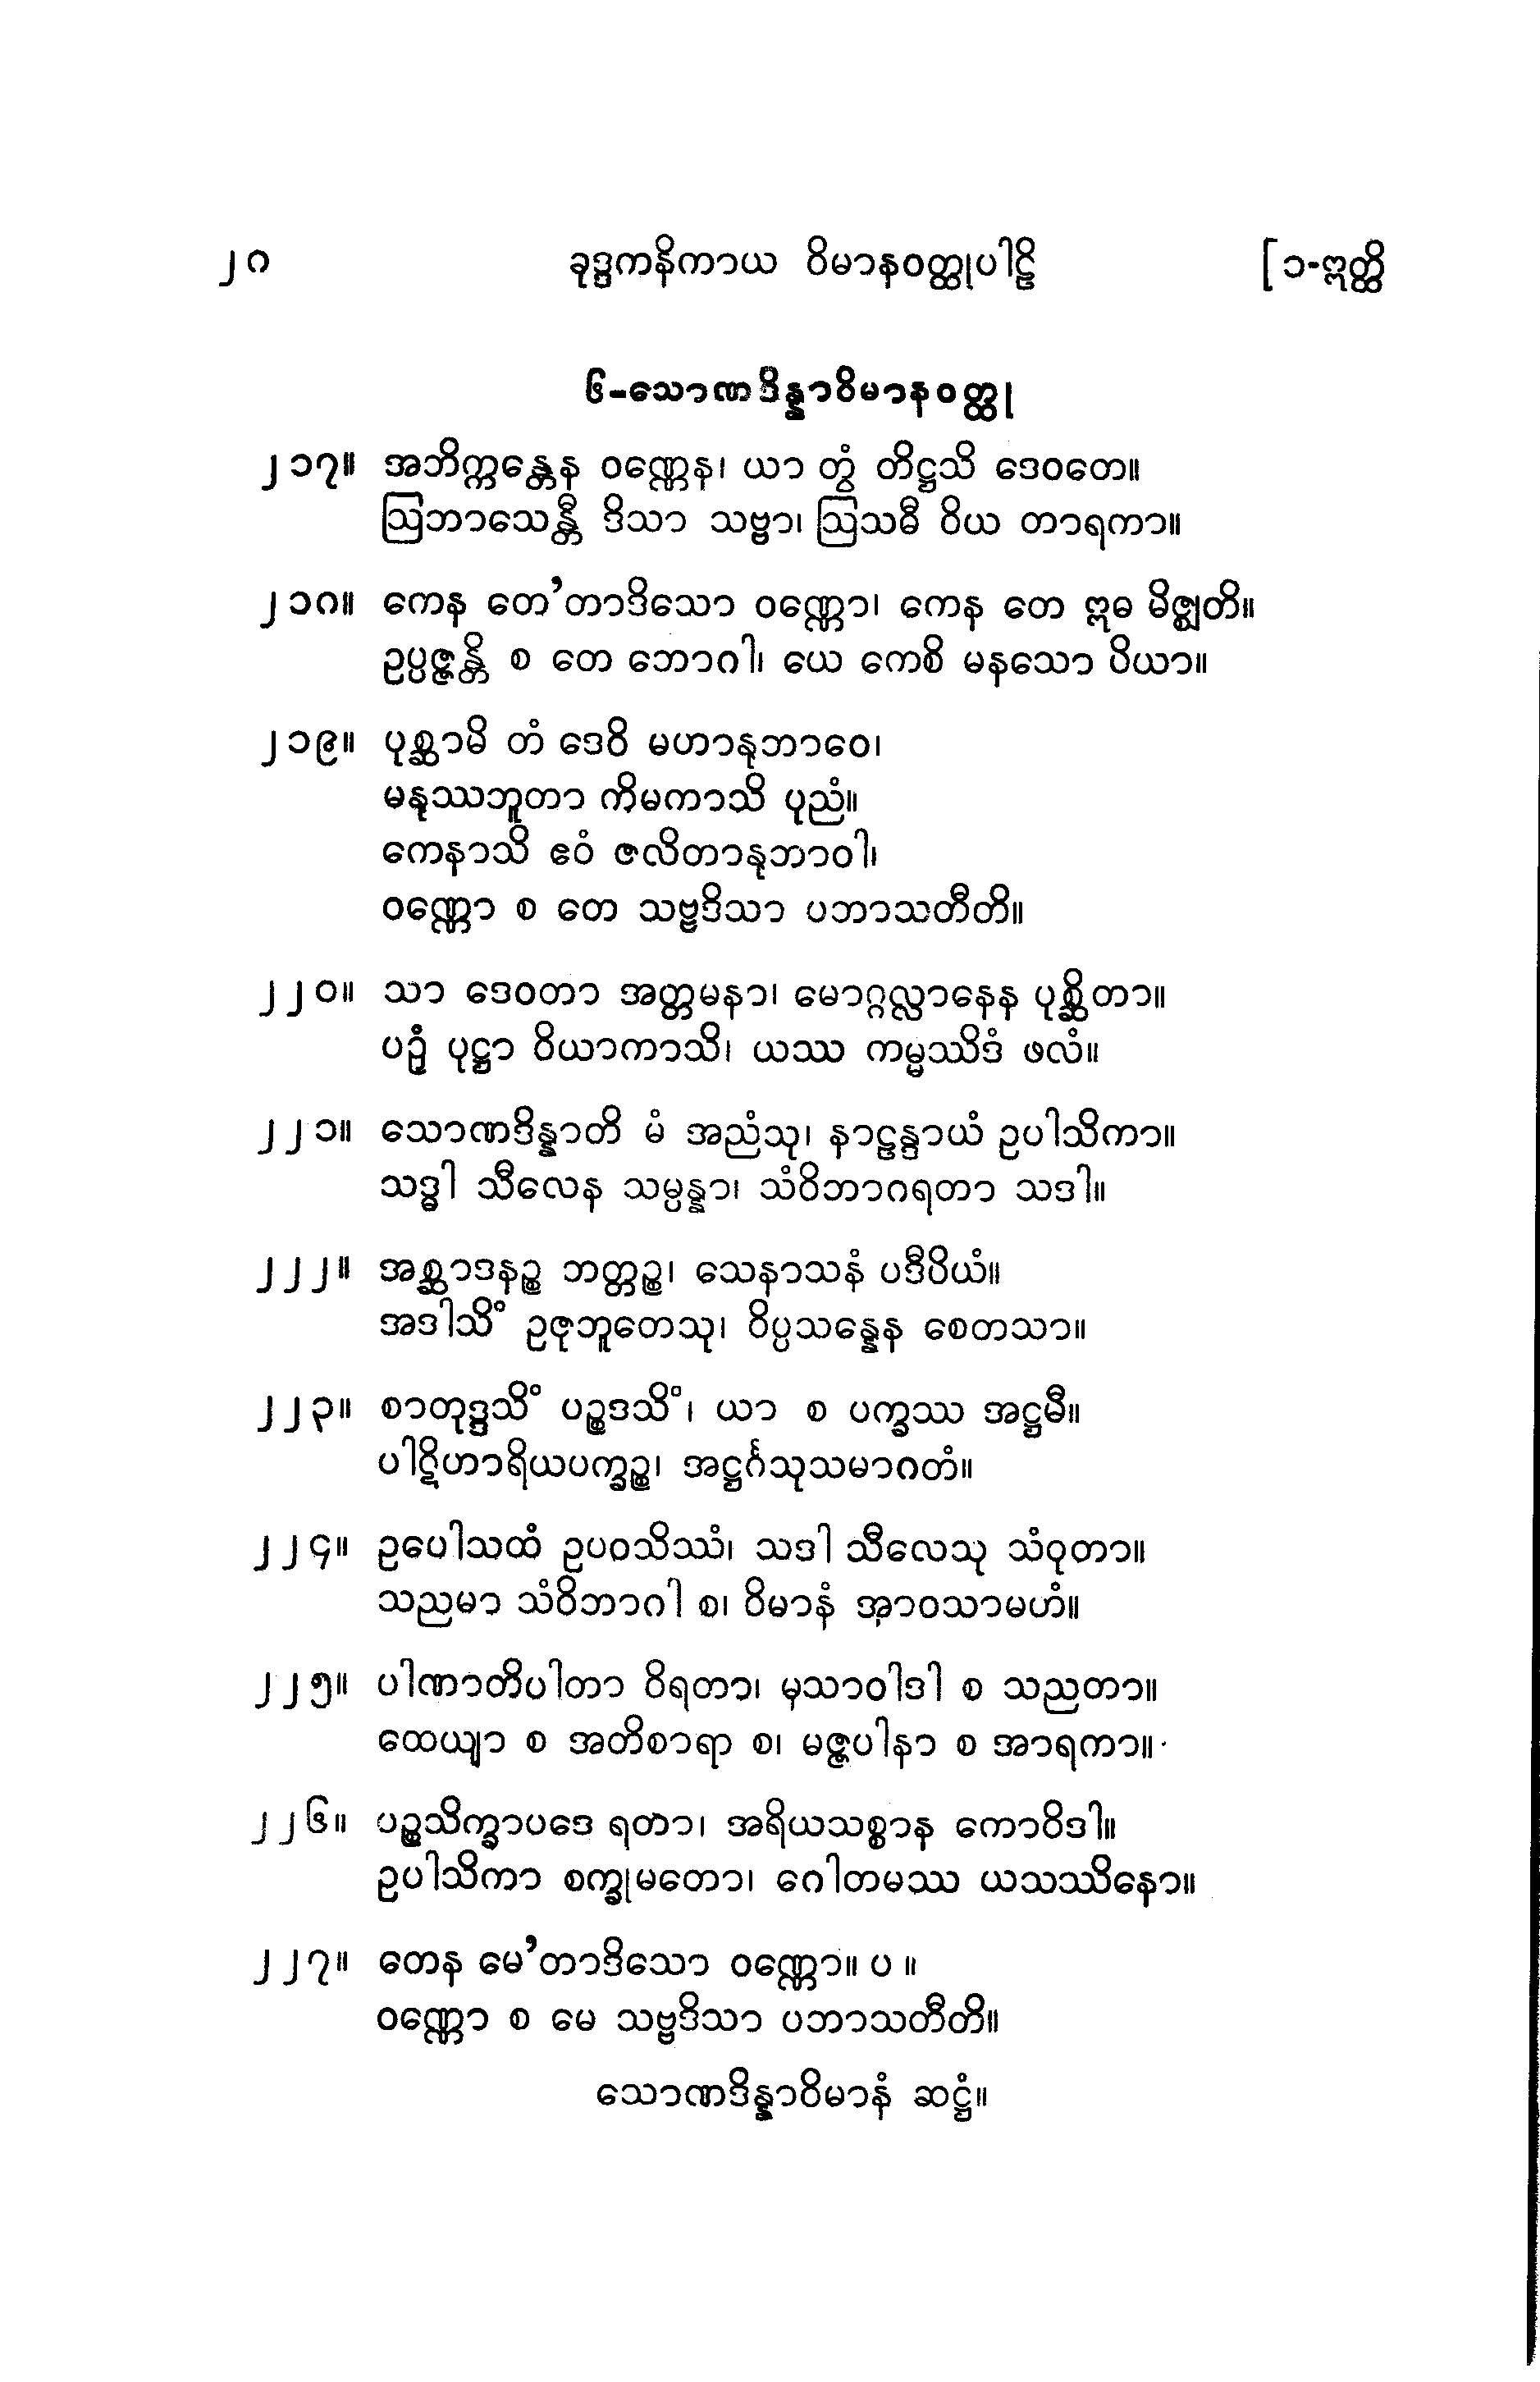 ၂၈ ခုဒ္ဒကနိကာယ ဝိမာနဝတ္ထုပါဠိ [ ၁-ဣတ္ထိ
၆-သောဏဒိန္နာဝိမာနဝတ္ထု
၂၁၇။ အဘိက္ကန္တေန ဝဏ္ဏေန၊ ယာ တွံ တိဋ္ဌသိ ဒေဝတေ။
ဩဘာသေန္တီ ဒိသာ သဗ္ဗာ၊ ဩသဓီ ဝိယ တာရကာ။
၂၁၈။ ကေန တေ’တာဒိသော ဝဏ္ဏော၊ ကေန တေ ဣဓ မိဇ္ဈတိ။
ဥပ္ပဇ္ဇန္တိ စ တေ ဘောဂါ၊ ယေ ကေစိ မနသော ပိယာ။
၂၁၉။ ပုစ္ဆာမိ တံ ဒေဝိ မဟာနုဘာဝေ၊
မနုဿဘူတာ ကိမကာသိ ပုညံ။
ကေနာသိ ဧဝံ ဇလိတာနုဘာဝါ၊
ဝဏ္ဏော စ တေ သဗ္ဗဒိသာ ပဘာသတီတိ။
၂၂၀။ သာ ဒေဝတာ အတ္တမနာ၊ မောဂ္ဂလ္လာနေန ပုစ္ဆိတာ။
ပဉှံ ပုဋ္ဌာ ဝိယာကာသိ၊ ယဿ ကမ္မဿိဒံ ဖလံ။
၂၂၁။ သောဏဒိန္နာတိ မံ အညံသု၊ နာဠန္ဒာယံ ဥပါသိကာ။
သဒ္ဓါ သီလေန သမ္ပန္နာ၊ သံဝိဘာဂရတာ သဒါ။
၂၂၂။ အစ္ဆာဒနဉ္စ ဘတ္တဉ္စ၊ သေနာသနံ ပဒီပိယံ။
အဒါသိံ ဥဇုဘူတေသု၊ ဝိပ္ပသန္နေန စေတသာ။
၂၂၃။ စာတုဒ္ဒသိံ ပဉ္စဒသိံ၊ ယာ စ ပက္ခဿ အဋ္ဌမီ။
ပါဋိဟာရိယပက္ခဉ္စ၊ အဋ္ဌင်္ဂသုသမာဂတံ။
၂၂၄။ ဥပေါသထံ ဥပဝသိဿံ၊ သဒါ သီလေသု သံဝုတာ။
သညမာ သံဝိဘာဂါ စ၊ ဝိမာနံ အာဝသာမဟံ။
၂၂၅။ ပါဏာတိပါတာ ဝိရတာ၊ မုသာဝါဒါ စ သညတာ။
ထေယျာ စ အတိစာရာ စ၊ မဇ္ဇပါနာ စ အာရကာ။
၂၂၆။ ပဉ္စသိက္ခာပဒေ ရတာ၊ အရိယသစ္စာန ကောဝိဒါ။
ဥပါသိကာ စက္ခုမတော၊ ဂေါတမဿ ယသဿိနော။
၂၂၇။ တေန မေ’တာဒိသော ဝဏ္ဏော။ ပ ။
ဝဏ္ဏော စ မေ သဗ္ဗဒိသာ ပဘာသတီတိ။
သောဏဒိန္နာဝိမာနံ ဆဋ္ဌံ။